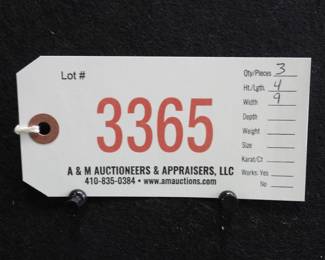 Lot #
3365
A & M AUCTIONEERS & APPRAISERS, LLC
410-835-0384 • www.amauctions.com
Qty/Pieces 3
Ht./Lgth. 4
Width 9
Depth
Weight
Size
Karat/Ct
Works: Yes
No